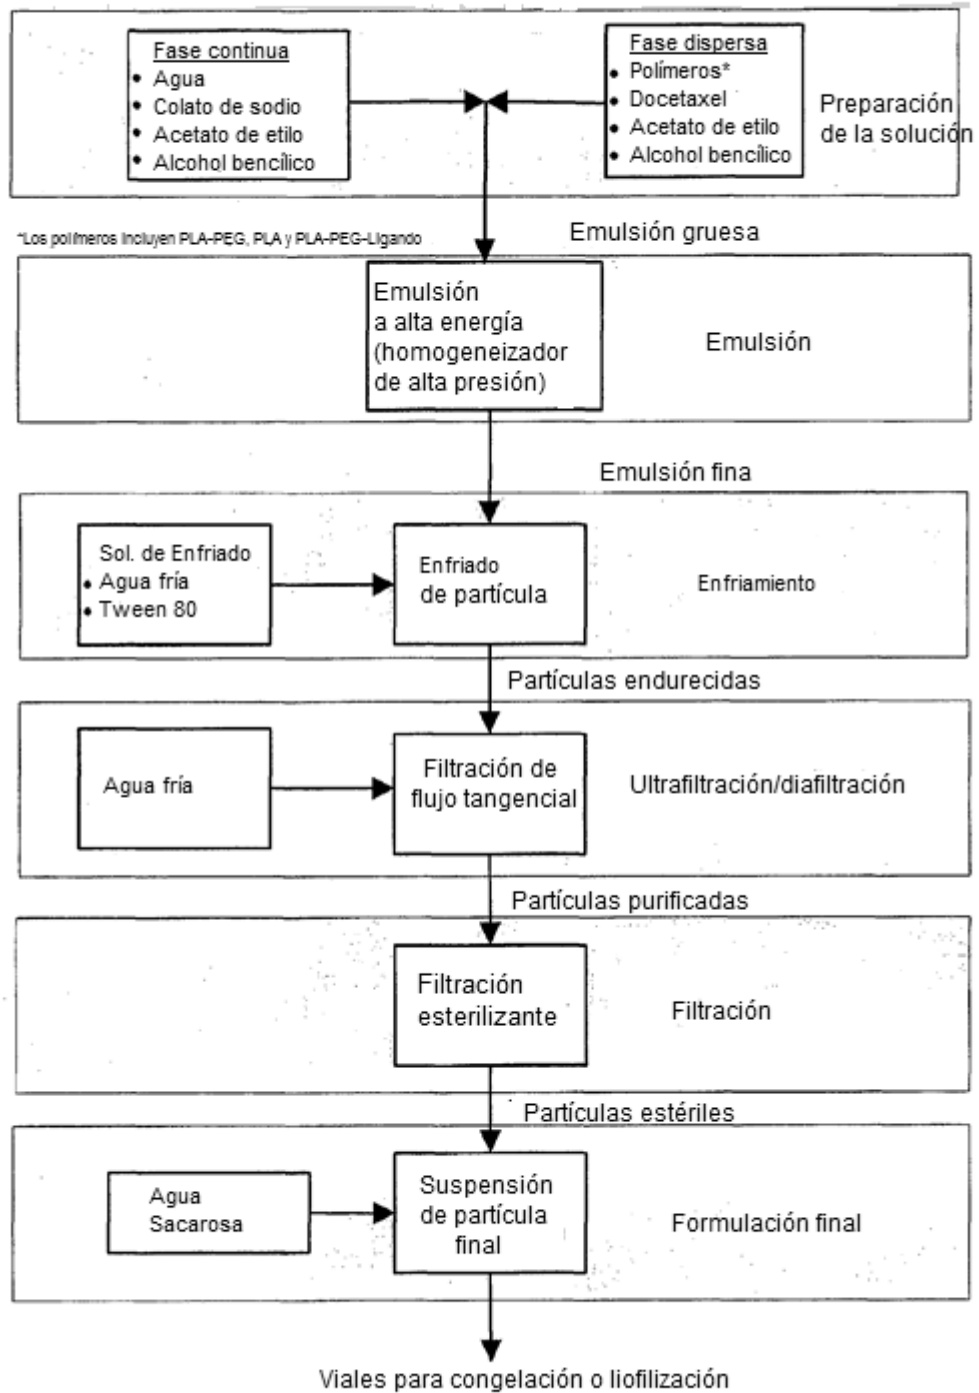 Fase continua
• Agua
• Colato de sodio
• Acetato de etilo
• Alcohol bencílico
Fase dispersa
• Polímeros*
• Docetaxel
• Acetato de etilo
• Alcohol bencílico
Preparación
de la solución
*Los polímeros incluyen PLA-PEG, PLA y PLA-PEG-Ligando
Emulsión gruesa
Emulsión
a alta energía
(homogeneizador
de alta presión)
Emulsión
Emulsión fina
Sol. de Enfriado
• Agua fría
• Tween 80
Enfriado
de partícula
Enfriamiento
Partículas endurecidas
Agua fría
Filtración de
flujo tangencial
Ultrafiltración/diafiltración
Partículas purificadas
Filtración
esterilizante
Filtración
Partículas estériles
Agua
Sacarosa
Suspensión
de partícula
final
Formulación final
Viales para congelación o liofilización